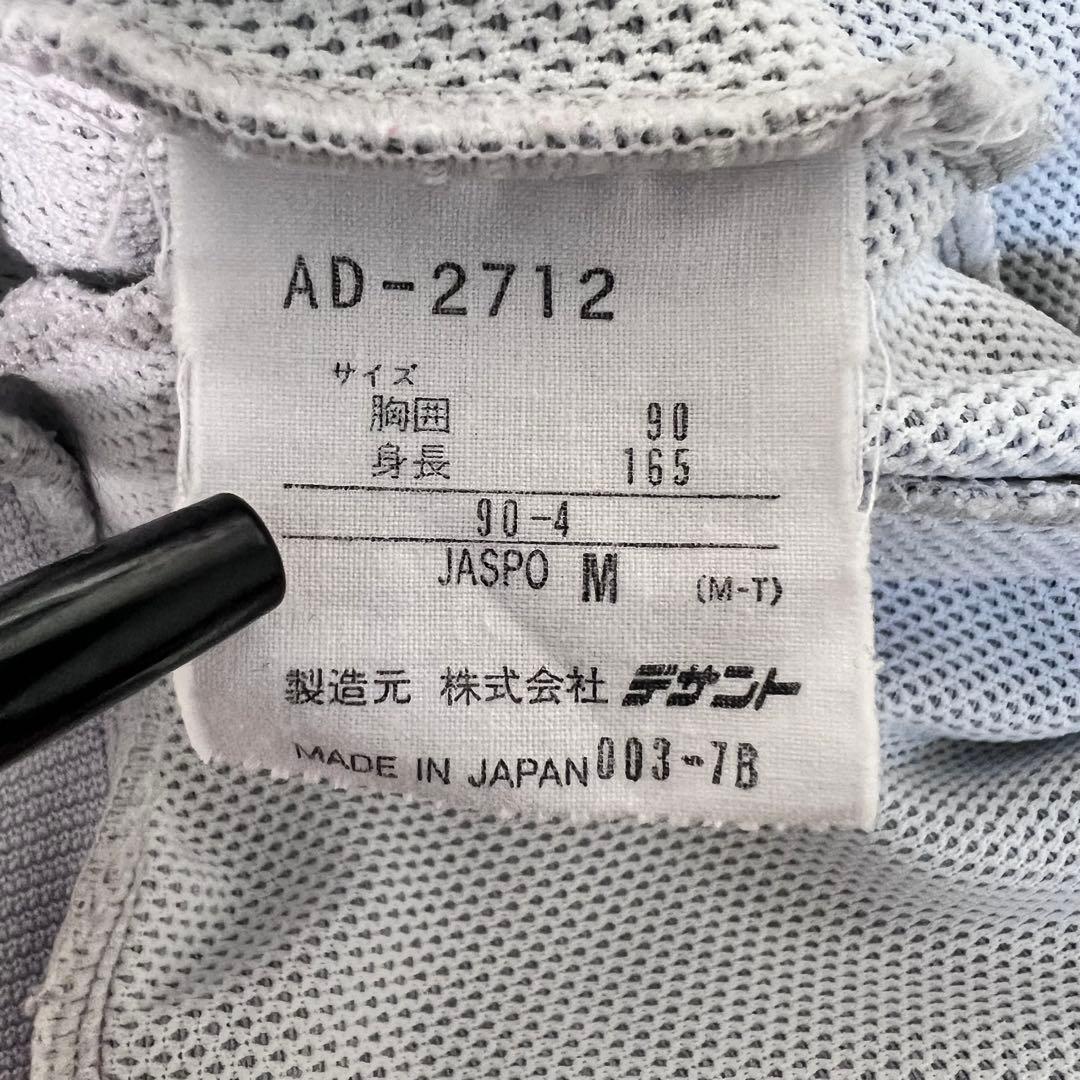 AD-2712
サイズ
胸囲 90
身長 165
90-4
JASPO M (M-T)
製造元 株式会社 デサント
MADE IN JAPAN 003-7B